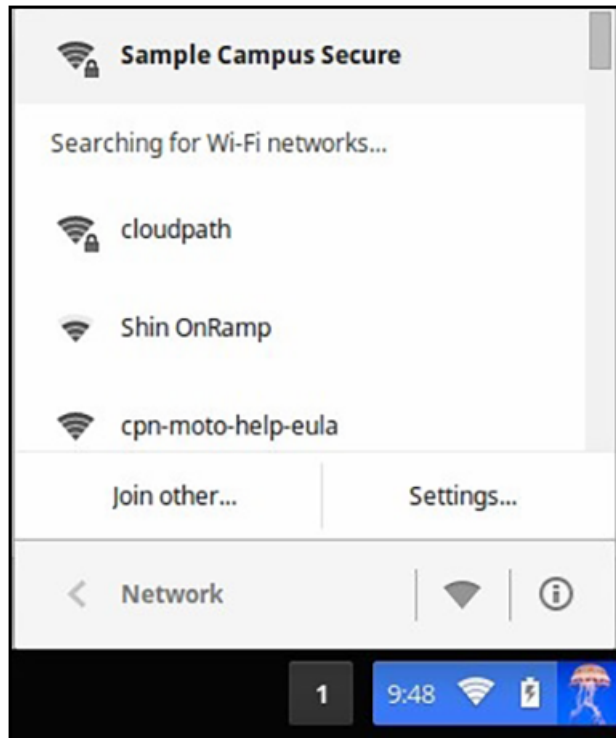 Sample Campus Secure
Searching for Wi-Fi networks...
cloudpath
Shin OnRamp
cpn-moto-help-eula
Join other... Settings...
Network
1 9:48